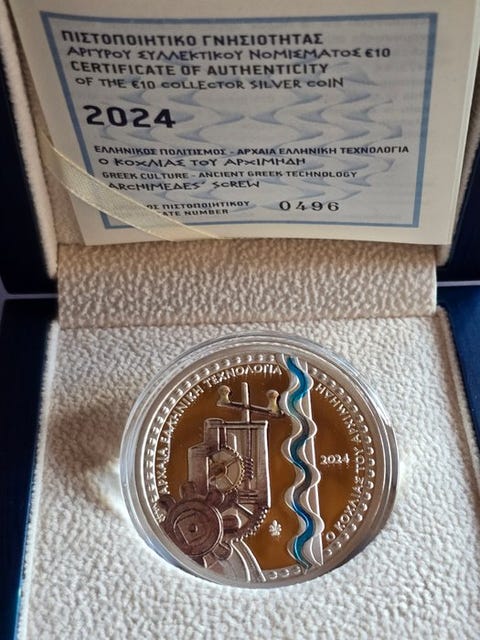 ΠΙΣΤΟΠΟΙΗΤΙΚΟ ΓΝΗΣΙΟΤΗΤΑΣ
ΑΡΓΥΡΟΥ ΣΥΛΛΕΚΤΙΚΟΥ ΝΟΜΙΣΜΑΤΟΣ €10
CERTIFICATE OF AUTHENTICITY
OF THE €10 COLLECTOR SILVER COIN
2024
ΕΛΛΗΝΙΚΟΣ ΠΟΛΙΤΙΣΜΟΣ - ΑΡΧΑΙΑ ΕΛΛΗΝΙΚΗ ΤΕΧΝΟΛΟΓΙΑ
Ο ΚΟΧΛΙΑΣ ΤΟΥ ΑΡΧΙΜΗΔΗ
GREEK CULTURE - ANCIENT GREEK TECHNOLOGY
ARCHIMEDES' SCREW
ΠΙΣΤΟΠΟΙΗΤΙΚΟΥ
NUMBER 0496
ΑΡΧΑΙΑ ΕΛΛΗΝΙΚΗ ΤΕΧΝΟΛΟΓΙΑ
2024
Ο ΚΟΧΛΙΑΣ ΤΟΥ ΑΡΧΙΜΗΔΗ